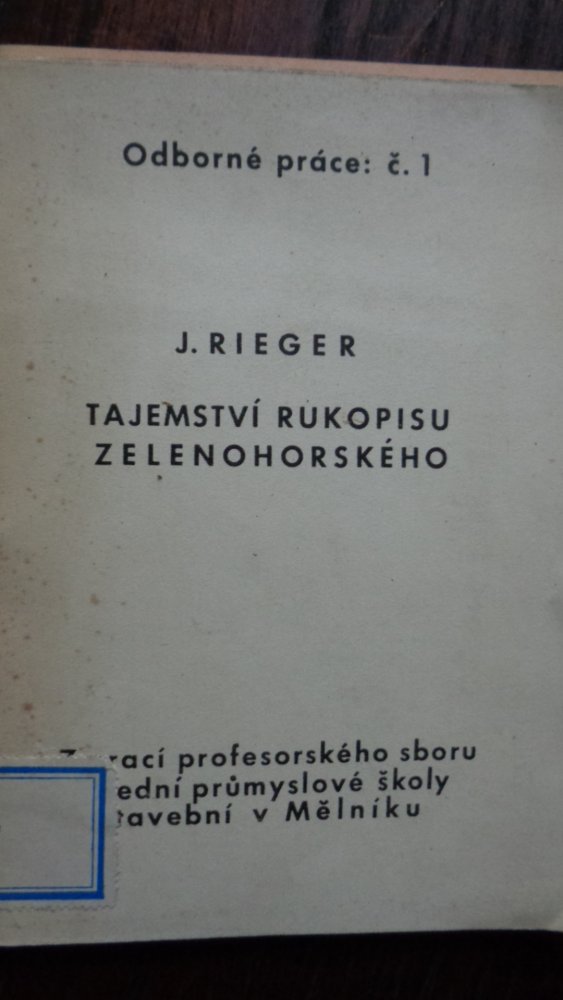 Odborné práce: č. 1
J. RIEGER
TAJEMSTVÍ RUKOPISU
ZELENOHORSKÉHO
profesorského sboru
průmyslové školy
v Mělníku